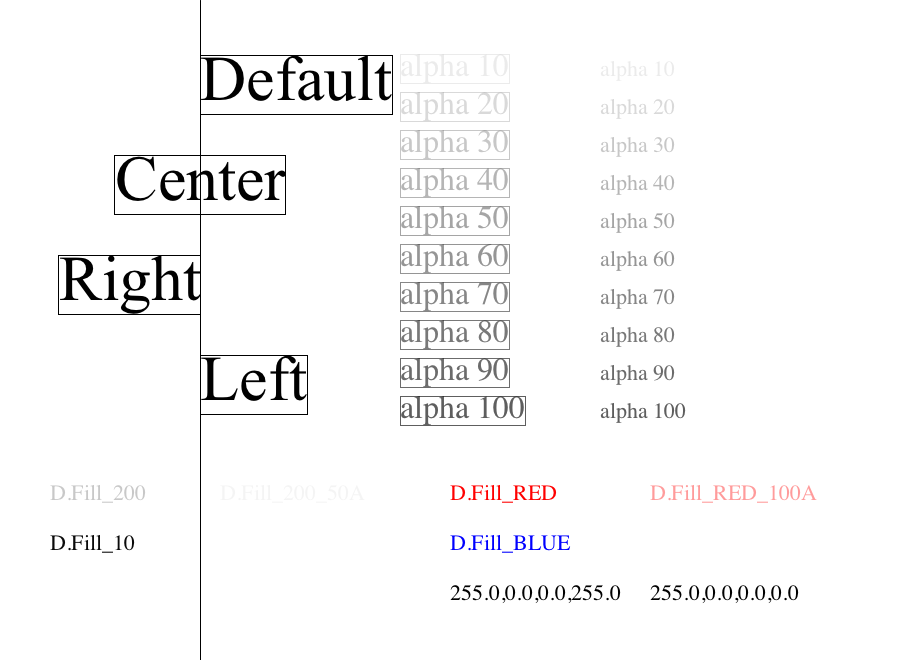 Default
Center
Right
Left
alpha 10
alpha 20
alpha 30
alpha 40
alpha 50
alpha 60
alpha 70
alpha 80
alpha 90
alpha 100
alpha 10
alpha 20
alpha 30
alpha 40
alpha 50
alpha 60
alpha 70
alpha 80
alpha 90
alpha 100
D.Fill_200 D.Fill_200_50A D.Fill_RED D.Fill_RED_100A
D.Fill_10 D.Fill_BLUE
255.0,0.0,0.0,255.0 255.0,0.0,0.0,0.0